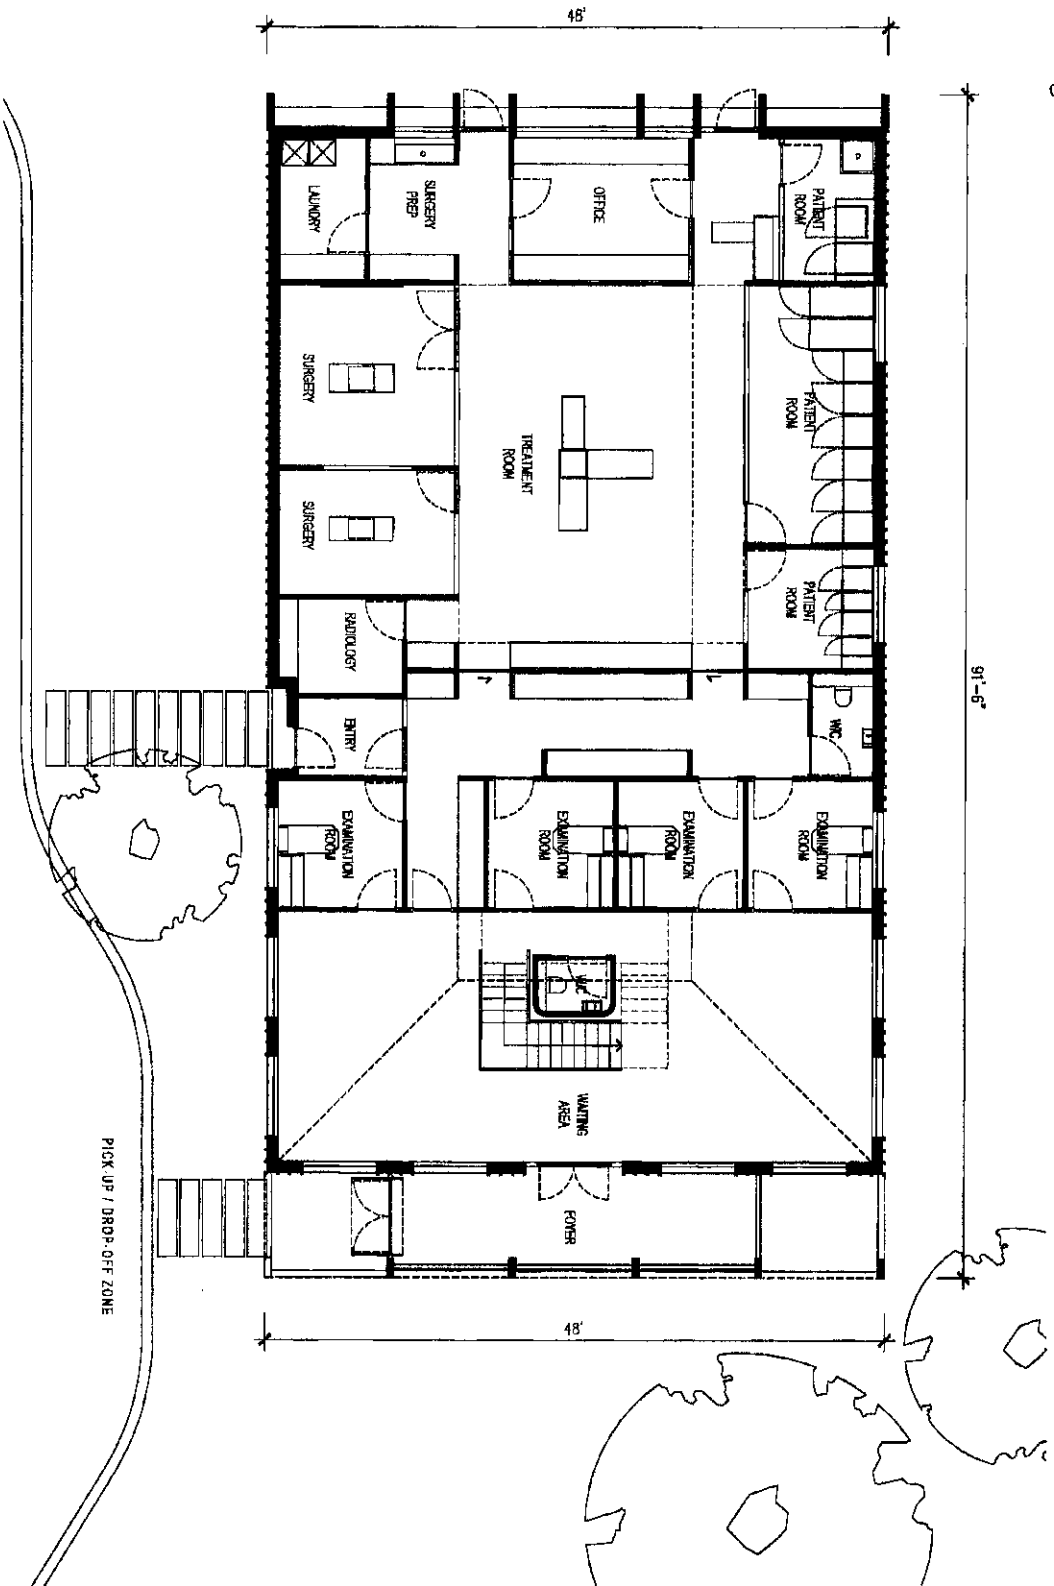 48'
91'-6"
LAUNDRY
SURGERY
PREP
OFFICE
PATIENT
ROOM
SURGERY
TREATMENT
ROOM
PATIENT
ROOM
SURGERY
PATIENT
ROOM
RADIOLOGY
ENTRY
W/C
EXAMINATION
ROOM
EXAMINATION
ROOM
EXAMINATION
ROOM
EXAMINATION
ROOM
W/C
WAITING
AREA
FOYER
PICK UP / DROP-OFF ZONE
48'